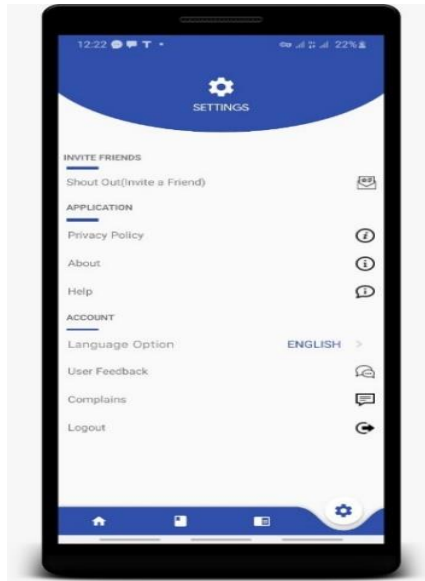 12:22 T 22%
SETTINGS
INVITE FRIENDS
Shout Out(Invite a Friend)
APPLICATION
Privacy Policy
About
Help
ACCOUNT
Language Option ENGLISH >
User Feedback
Complains
Logout